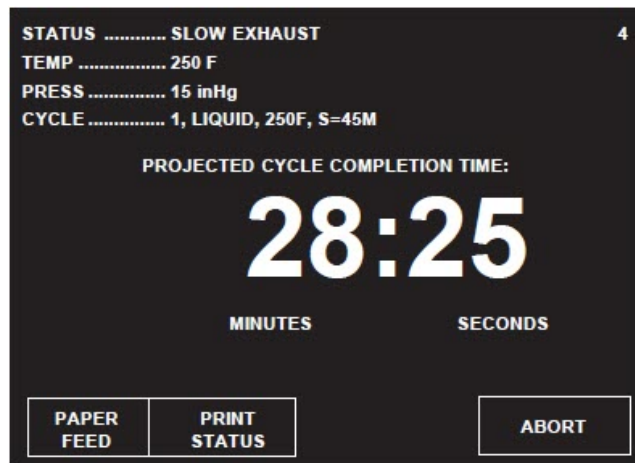 STATUS ............ SLOW EXHAUST 4
TEMP ................. 250 F
PRESS ............... 15 inHg
CYCLE ............... 1, LIQUID, 250F, S=45M
PROJECTED CYCLE COMPLETION TIME:
28:25
MINUTES SECONDS
PAPER FEED
PRINT STATUS
ABORT